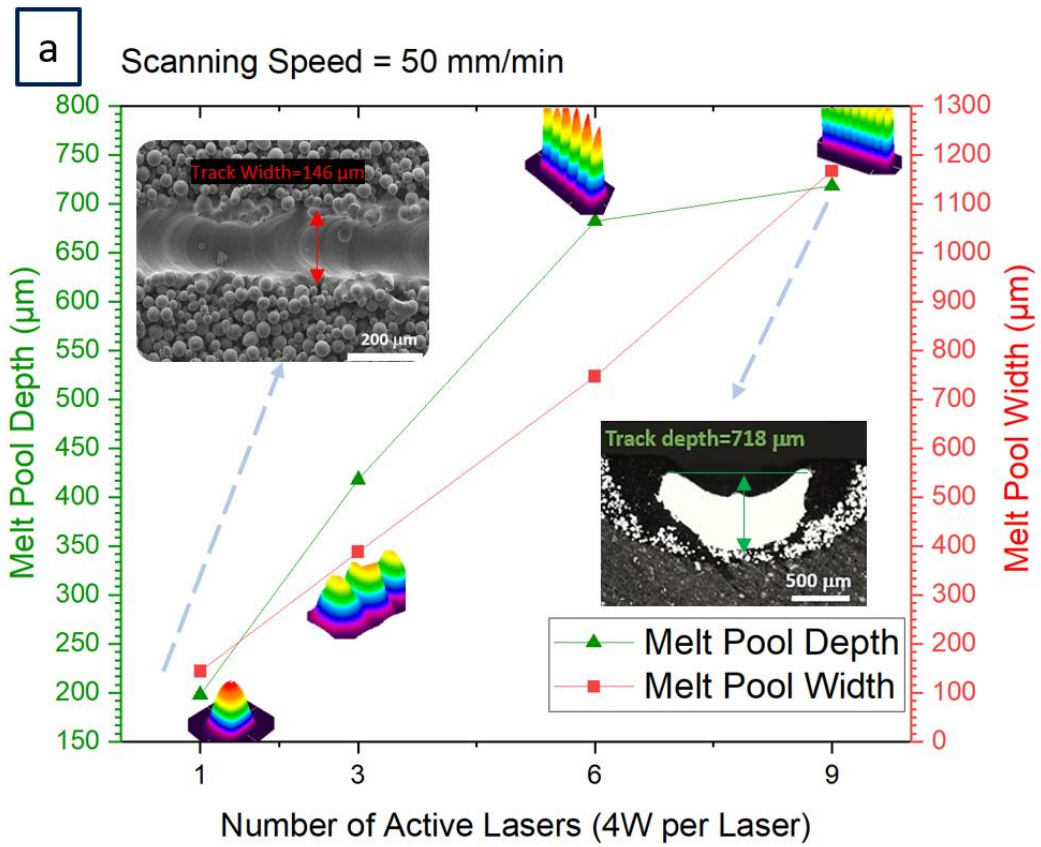 a
Scanning Speed = 50 mm/min
800
750
700
650
600
550
500
450
400
350
300
250
200
150
Melt Pool Depth (µm)
1300
1200
1100
1000
900
800
700
600
500
400
300
200
100
0
Melt Pool Width (µm)
Track Width=146 µm
200 µm
Track depth=718 µm
500 µm
Melt Pool Depth
Melt Pool Width
1 3 6 9
Number of Active Lasers (4W per Laser)